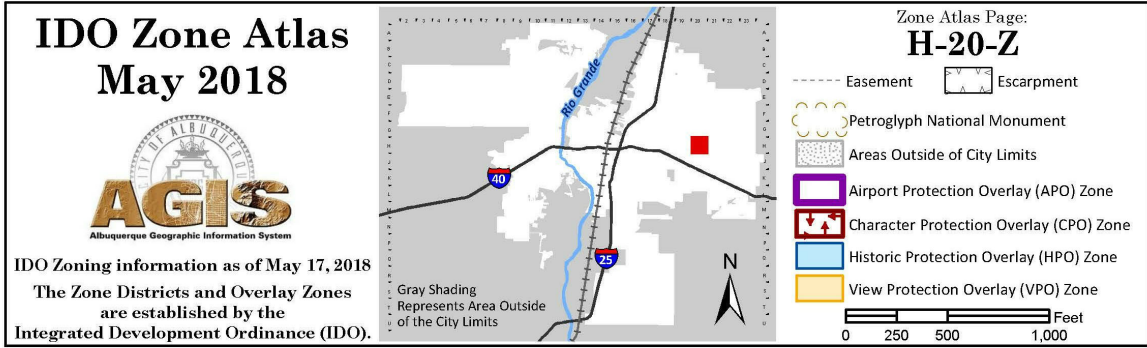 IDO Zone Atlas
May 2018
CITY OF ALBUQUERQUE
AGIS
Albuquerque Geographic Information System
IDO Zoning information as of May 17, 2018
The Zone Districts and Overlay Zones
are established by the
Integrated Development Ordinance (IDO).
Rio Grande
40
25
Gray Shading
Represents Area Outside
of the City Limits
N
Zone Atlas Page:
H-20-Z
Easement
Escarpment
Petroglyph National Monument
Areas Outside of City Limits
Airport Protection Overlay (APO) Zone
Character Protection Overlay (CPO) Zone
Historic Protection Overlay (HPO) Zone
View Protection Overlay (VPO) Zone
Feet
0 250 500 1,000